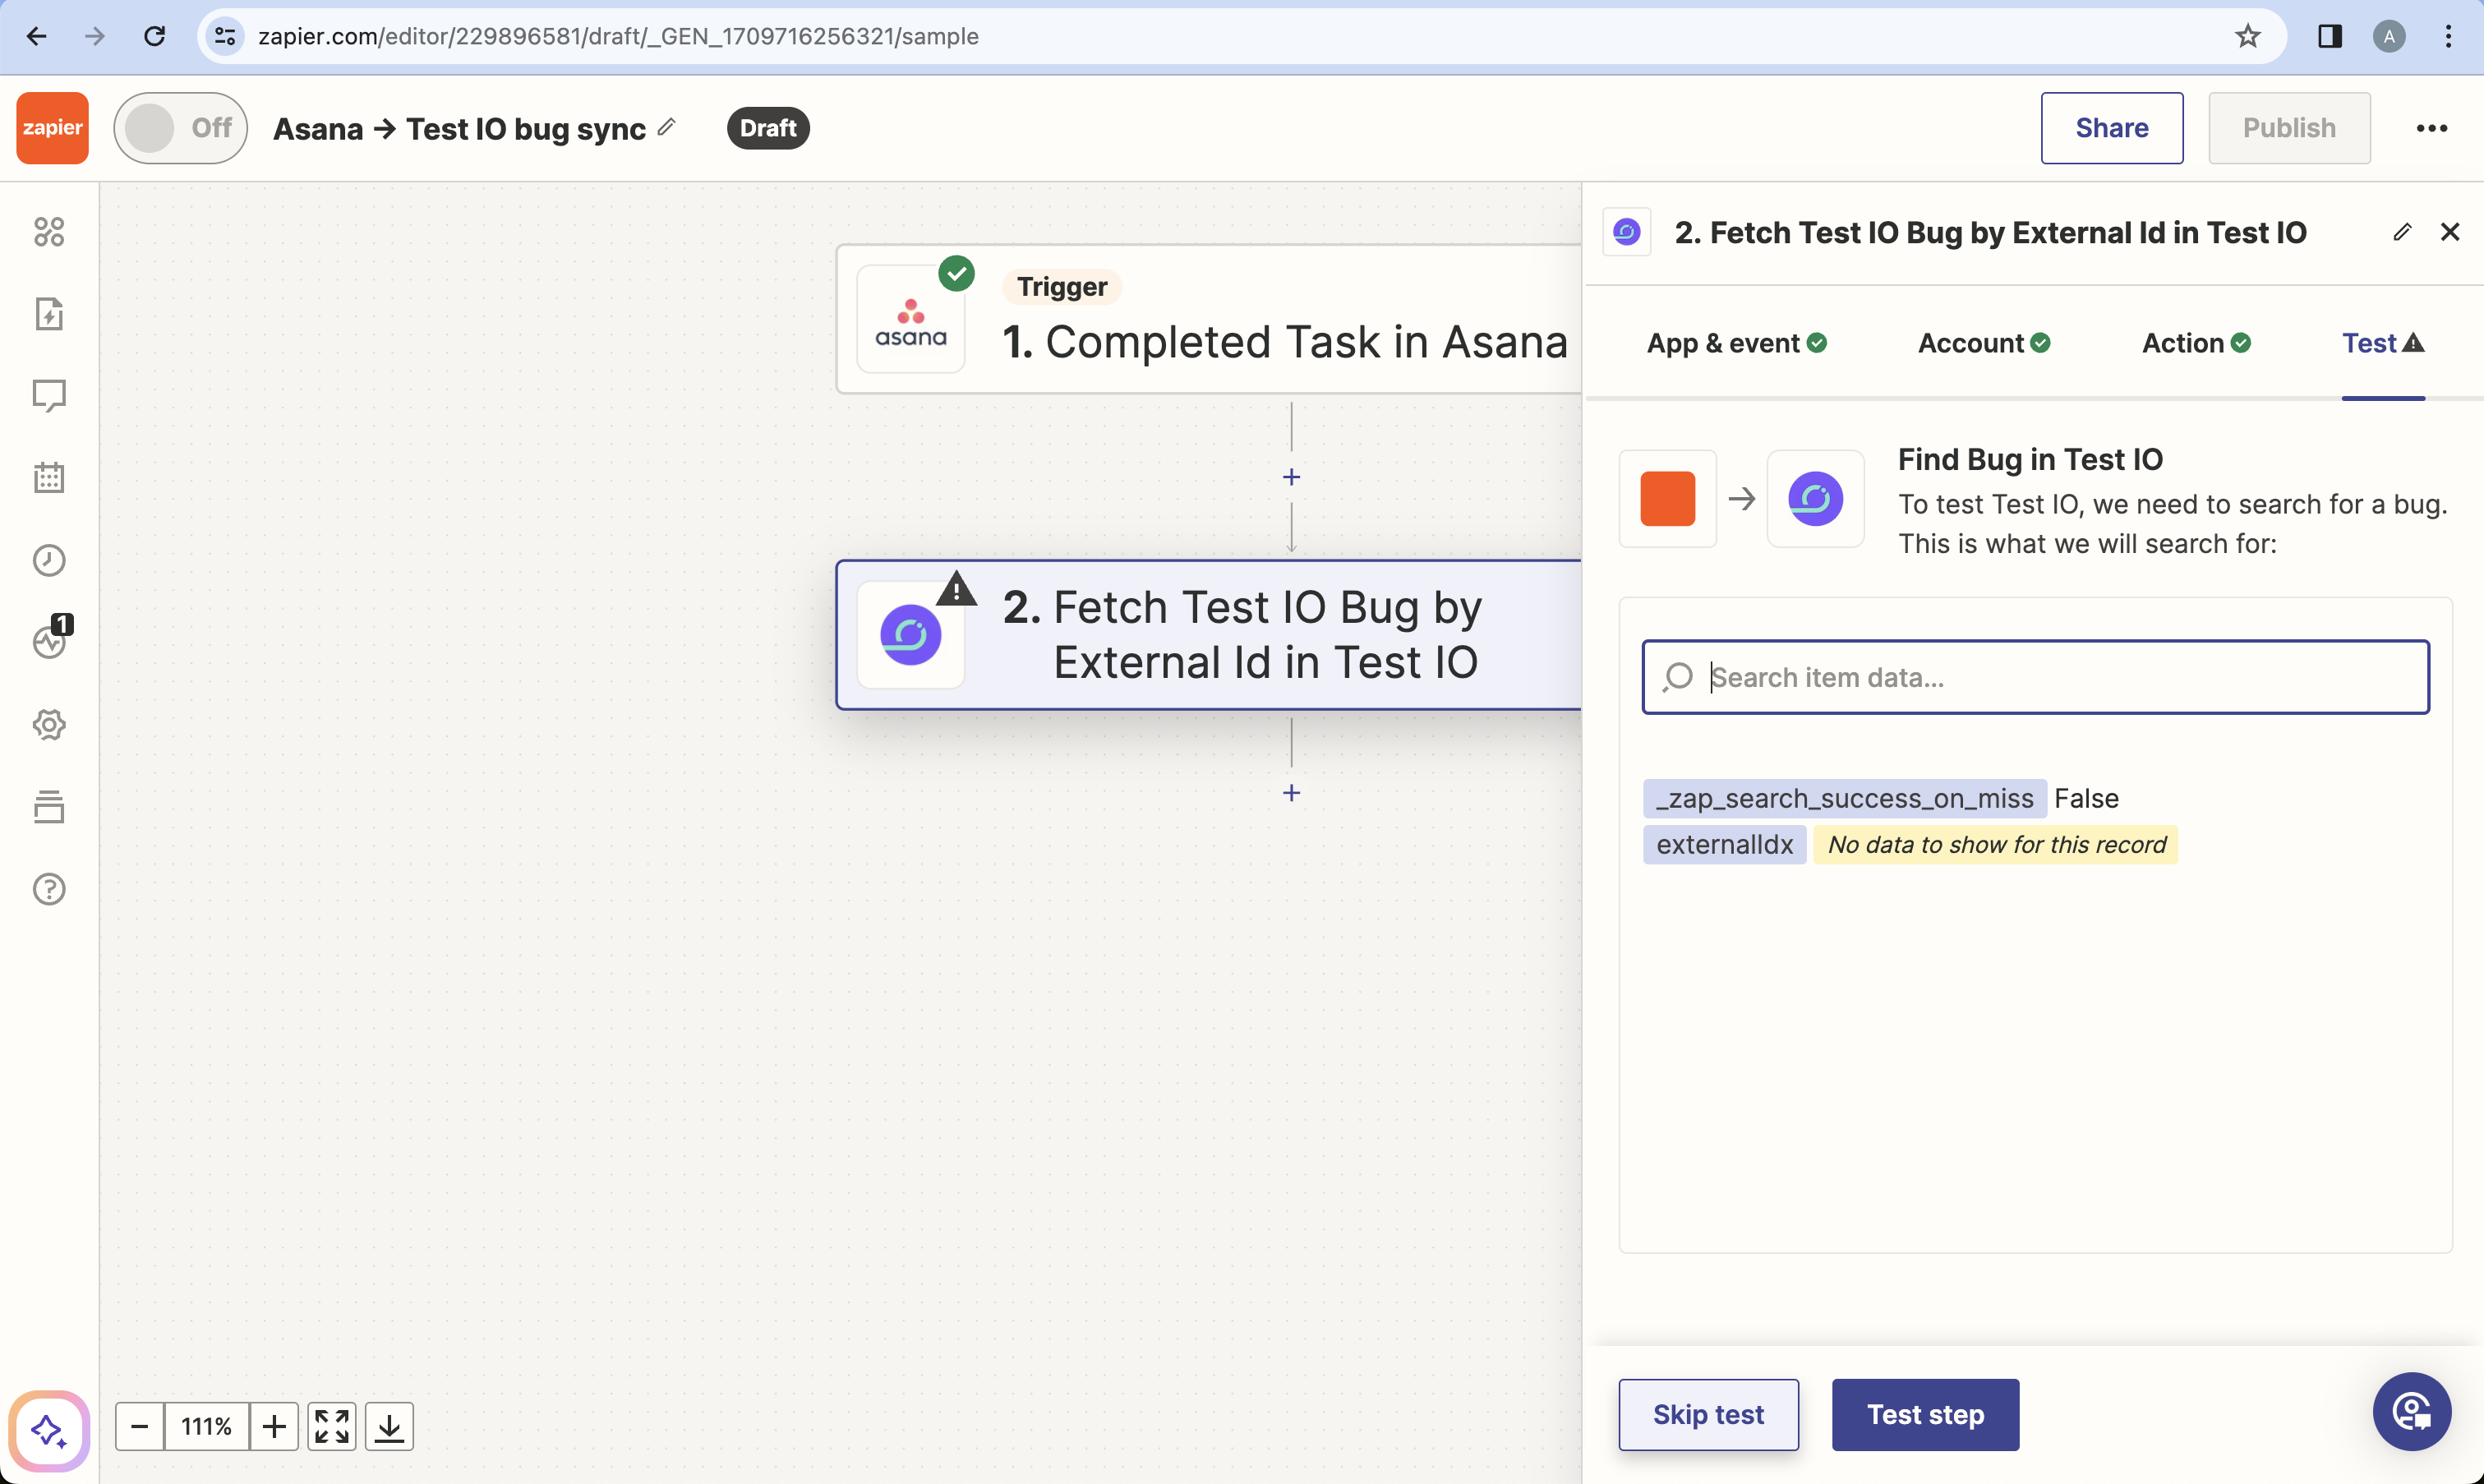 zapier.com/editor/229896581/draft/_GEN_1709716256321/sample
A
zapier
Off
Asana → Test IO bug sync
Draft
Share
Publish
1
Trigger
asana
1. Completed Task in Asana
2. Fetch Test IO Bug by
External Id in Test IO
111%
2. Fetch Test IO Bug by External Id in Test IO
App & event
Account
Action
Test
Find Bug in Test IO
To test Test IO, we need to search for a bug.
This is what we will search for:
Search item data...
_zap_search_success_on_miss False
externalIdx No data to show for this record
Skip test
Test step